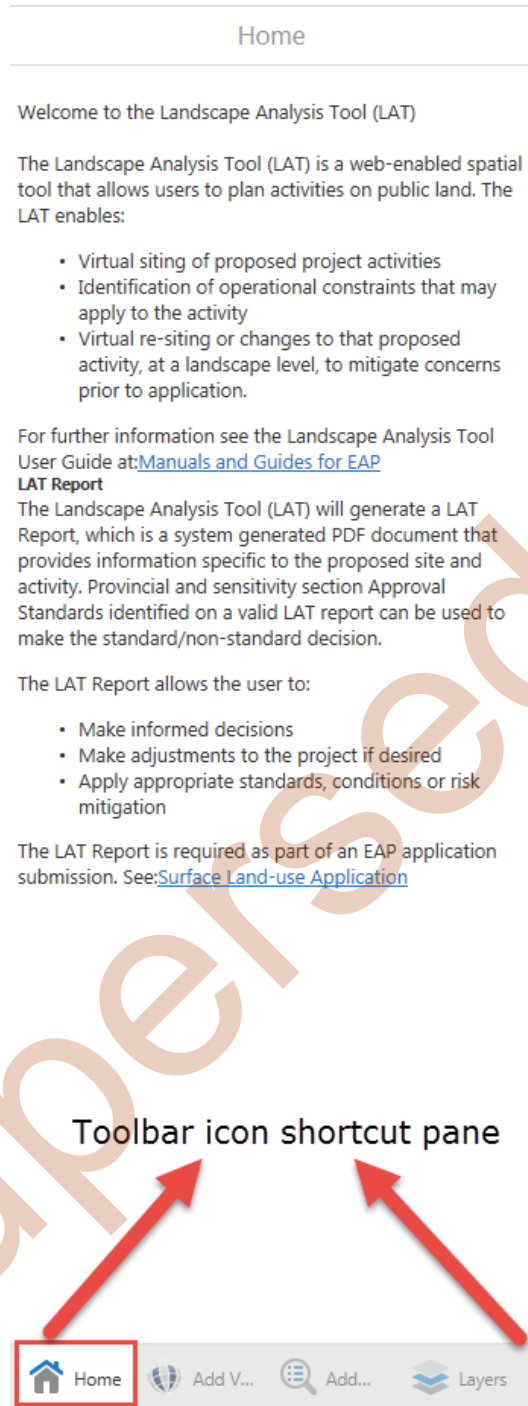 Home
Welcome to the Landscape Analysis Tool (LAT)
The Landscape Analysis Tool (LAT) is a web-enabled spatial
tool that allows users to plan activities on public land. The
LAT enables:
• Virtual siting of proposed project activities
• Identification of operational constraints that may
apply to the activity
• Virtual re-siting or changes to that proposed
activity, at a landscape level, to mitigate concerns
prior to application.
For further information see the Landscape Analysis Tool
User Guide at:Manuals and Guides for EAP
LAT Report
The Landscape Analysis Tool (LAT) will generate a LAT
Report, which is a system generated PDF document that
provides information specific to the proposed site and
activity. Provincial and sensitivity section Approval
Standards identified on a valid LAT report can be used to
make the standard/non-standard decision.
The LAT Report allows the user to:
• Make informed decisions
• Make adjustments to the project if desired
• Apply appropriate standards, conditions or risk
mitigation
The LAT Report is required as part of an EAP application
submission. See:Surface Land-use Application
Toolbar icon shortcut pane
Home Add V... Add... Layers